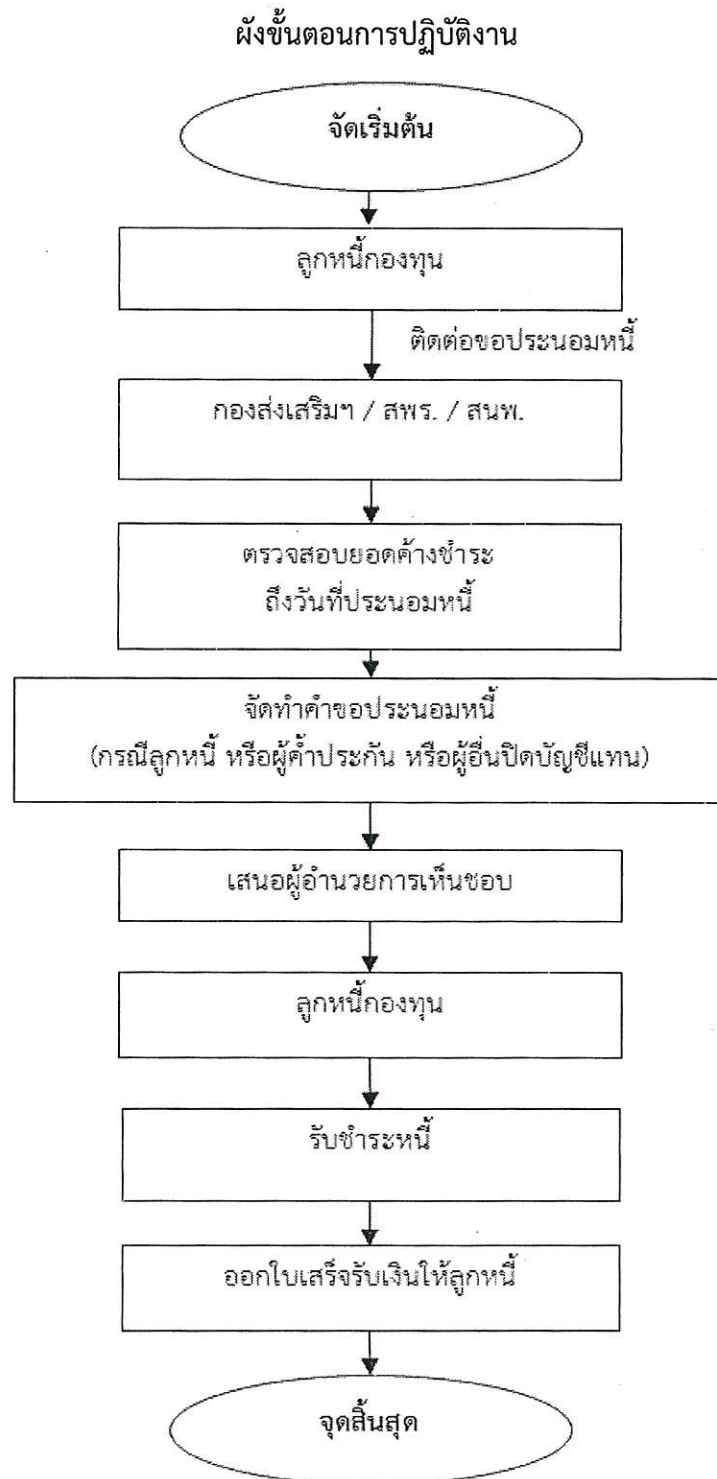 ผังขั้นตอนการปฏิบัติงาน
จัดเริ่มต้น
ลูกหนี้กองทุน
ติดต่อขอประนอมหนี้
กองส่งเสริมฯ / สพร. / สนพ.
ตรวจสอบยอดค้างชำระ
ถึงวันที่ประนอมหนี้
จัดทำคำขอประนอมหนี้
(กรณีลูกหนี้ หรือผู้ค้ำประกัน หรือผู้อื่นปิดบัญชีแทน)
เสนอผู้อำนวยการเห็นชอบ
ลูกหนี้กองทุน
รับชำระหนี้
ออกใบเสร็จรับเงินให้ลูกหนี้
จุดสิ้นสุด